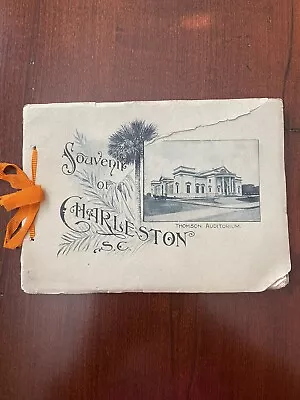 Souvenir
OF
CHARLESTON
S.C.
THOMSON AUDITORIUM.